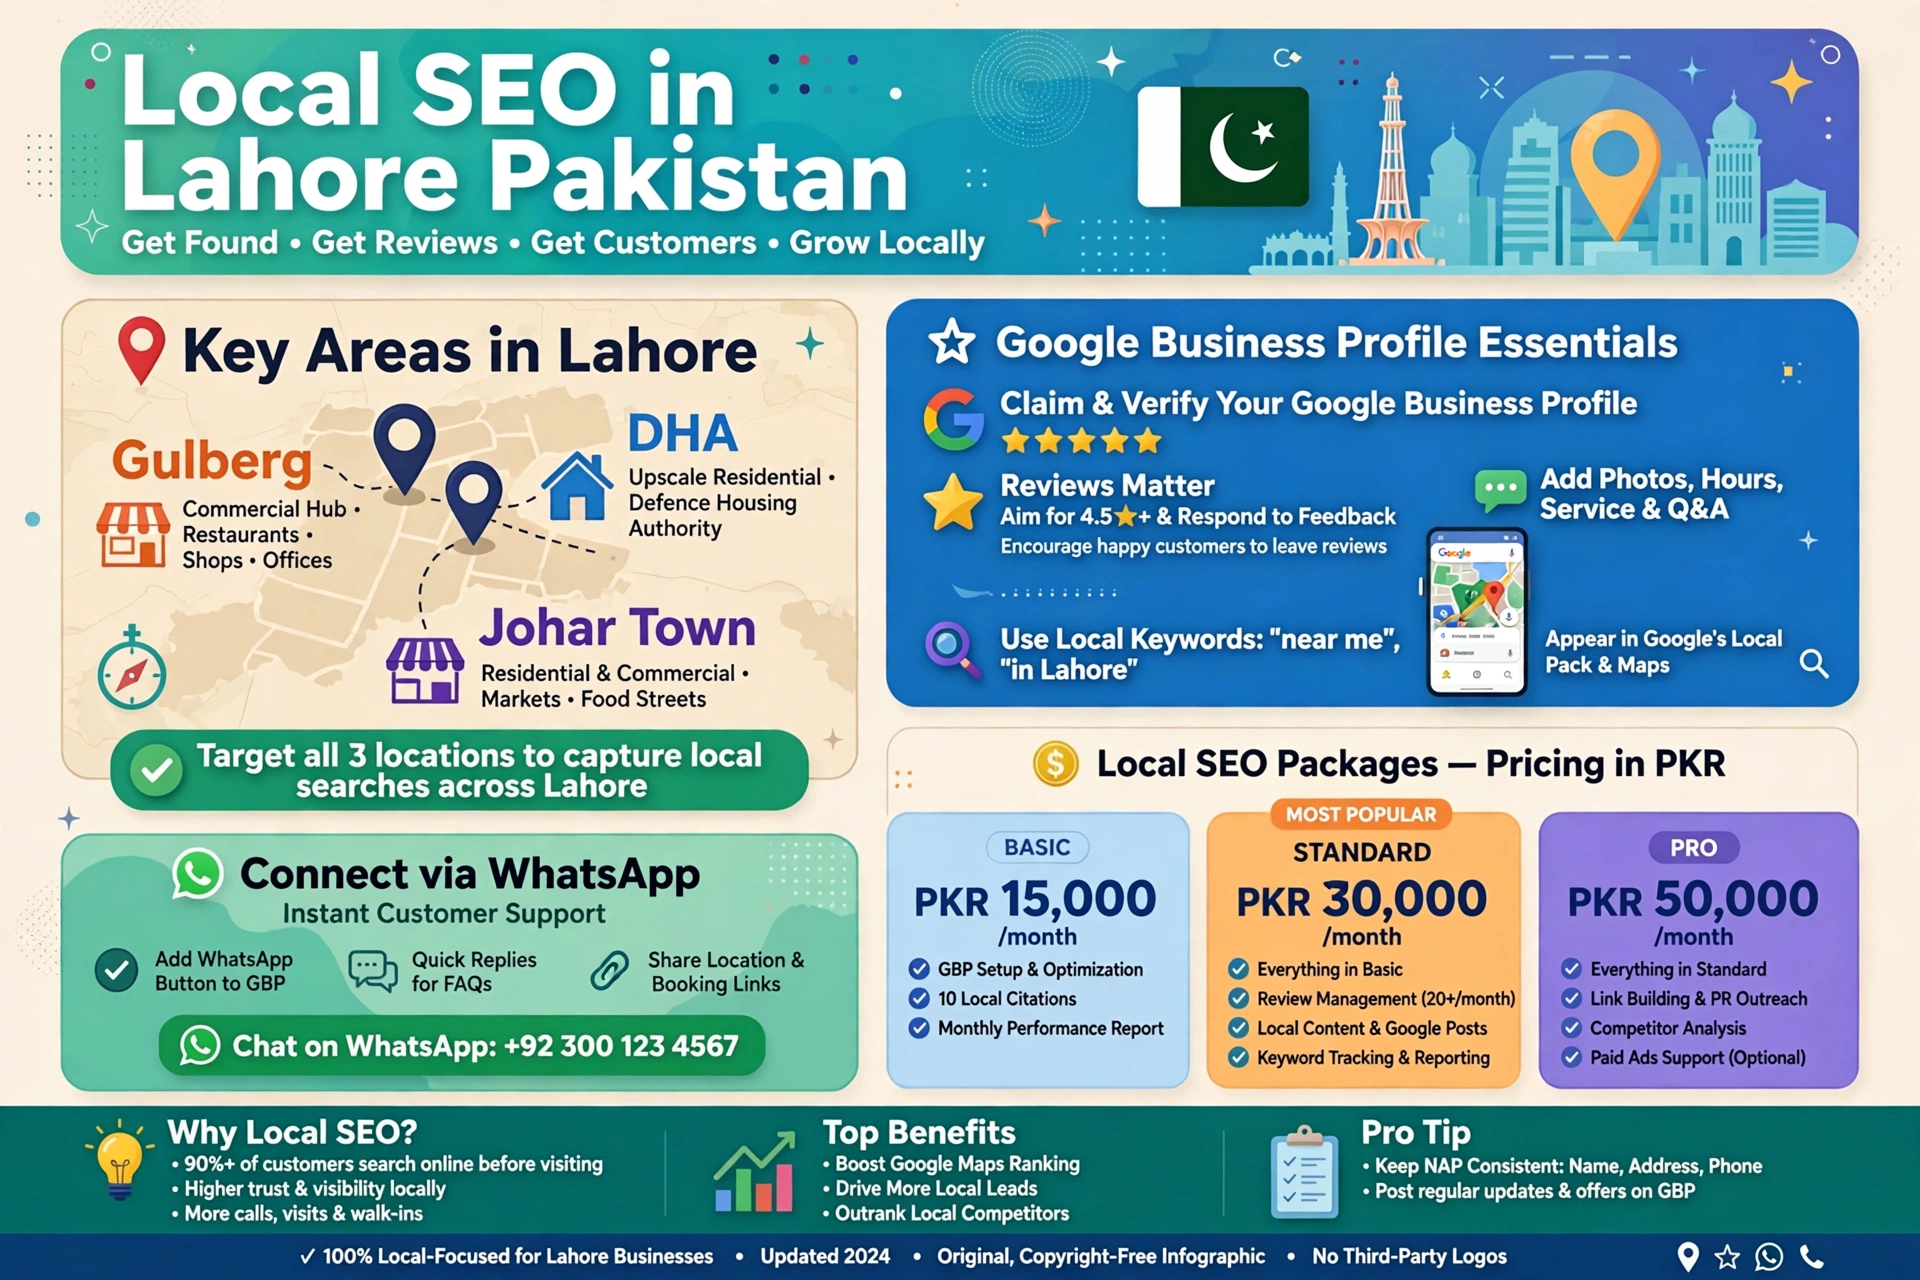 Local SEO in
Lahore Pakistan
Get Found • Get Reviews • Get Customers • Grow Locally
Key Areas in Lahore
Gulberg
Commercial Hub •
Restaurants •
Shops • Offices
DHA
Upscale Residential •
Defence Housing
Authority
Johar Town
Residential & Commercial •
Markets • Food Streets
Target all 3 locations to capture local
searches across Lahore
Google Business Profile Essentials
Claim & Verify Your Google Business Profile
Reviews Matter
Aim for 4.5⭐+ & Respond to Feedback
Encourage happy customers to leave reviews
Add Photos, Hours,
Service & Q&A
Google
Use Local Keywords: "near me",
"in Lahore"
Appear in Google's Local
Pack & Maps
Connect via WhatsApp
Instant Customer Support
Add WhatsApp
Button to GBP
Quick Replies
for FAQs
Share Location &
Booking Links
Chat on WhatsApp: +92 300 123 4567
Local SEO Packages — Pricing in PKR
BASIC
PKR 15,000
/month
GBP Setup & Optimization
10 Local Citations
Monthly Performance Report
MOST POPULAR
STANDARD
PKR 30,000
/month
Everything in Basic
Review Management (20+/month)
Local Content & Google Posts
Keyword Tracking & Reporting
PRO
PKR 50,000
/month
Everything in Standard
Link Building & PR Outreach
Competitor Analysis
Paid Ads Support (Optional)
Why Local SEO?
• 90%+ of customers search online before visiting
• Higher trust & visibility locally
• More calls, visits & walk-ins
Top Benefits
• Boost Google Maps Ranking
• Drive More Local Leads
• Outrank Local Competitors
Pro Tip
• Keep NAP Consistent: Name, Address, Phone
• Post regular updates & offers on GBP
✓ 100% Local-Focused for Lahore Businesses • Updated 2024 • Original, Copyright-Free Infographic • No Third-Party Logos